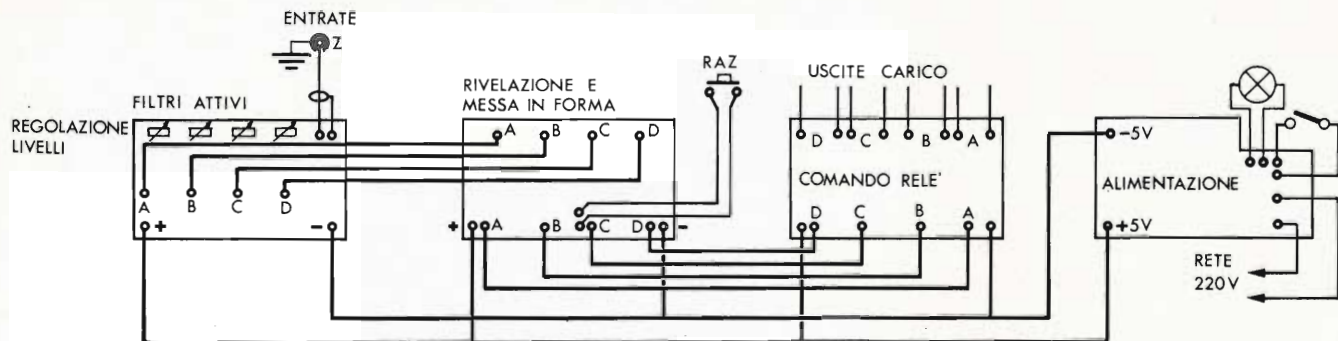 ENTRATE
Z
FILTRI ATTIVI
REGOLAZIONE
LIVELLI
A B C D
+ -
RIVELAZIONE E
MESSA IN FORMA
A B C D
+ A B C D -
RAZ
USCITE CARICO
D C B A
COMANDO RELE'
D C B A
-5V
ALIMENTAZIONE
+5V
RETE
220V